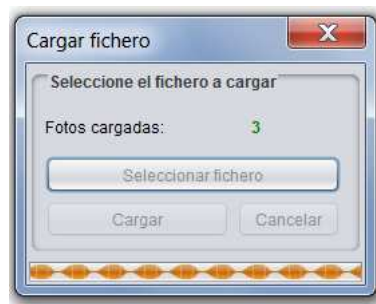 Cargar fichero
Seleccione el fichero a cargar
Fotos cargadas: 3
Seleccionar fichero
Cargar Cancelar